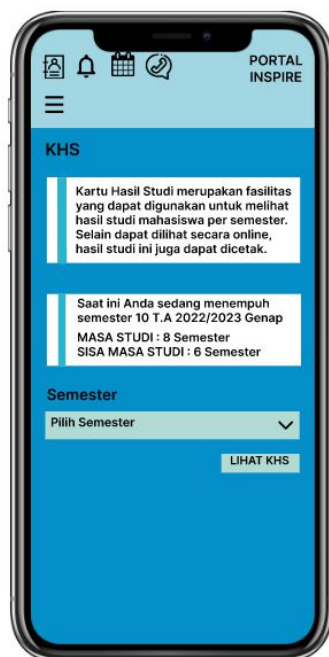 PORTAL
INSPIRE
KHS
Kartu Hasil Studi merupakan fasilitas
yang dapat digunakan untuk melihat
hasil studi mahasiswa per semester.
Selain dapat dilihat secara online,
hasil studi ini juga dapat dicetak.
Saat ini Anda sedang menempuh
semester 10 T.A 2022/2023 Genap
MASA STUDI : 8 Semester
SISA MASA STUDI : 6 Semester
Semester
Pilih Semester
LIHAT KHS